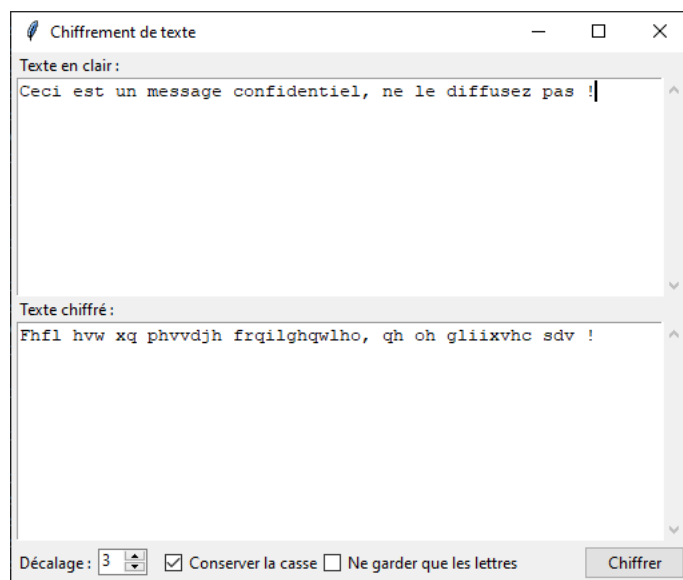 Chiffrement de texte
Texte en clair :
Ceci est un message confidentiel, ne le diffusez pas !
Texte chiffré :
Fhfl hvw xq phvvdjh frqilghqwlho, qh oh gliixvhc sdv !
Décalage : 3 Conserver la casse Ne garder que les lettres Chiffrer